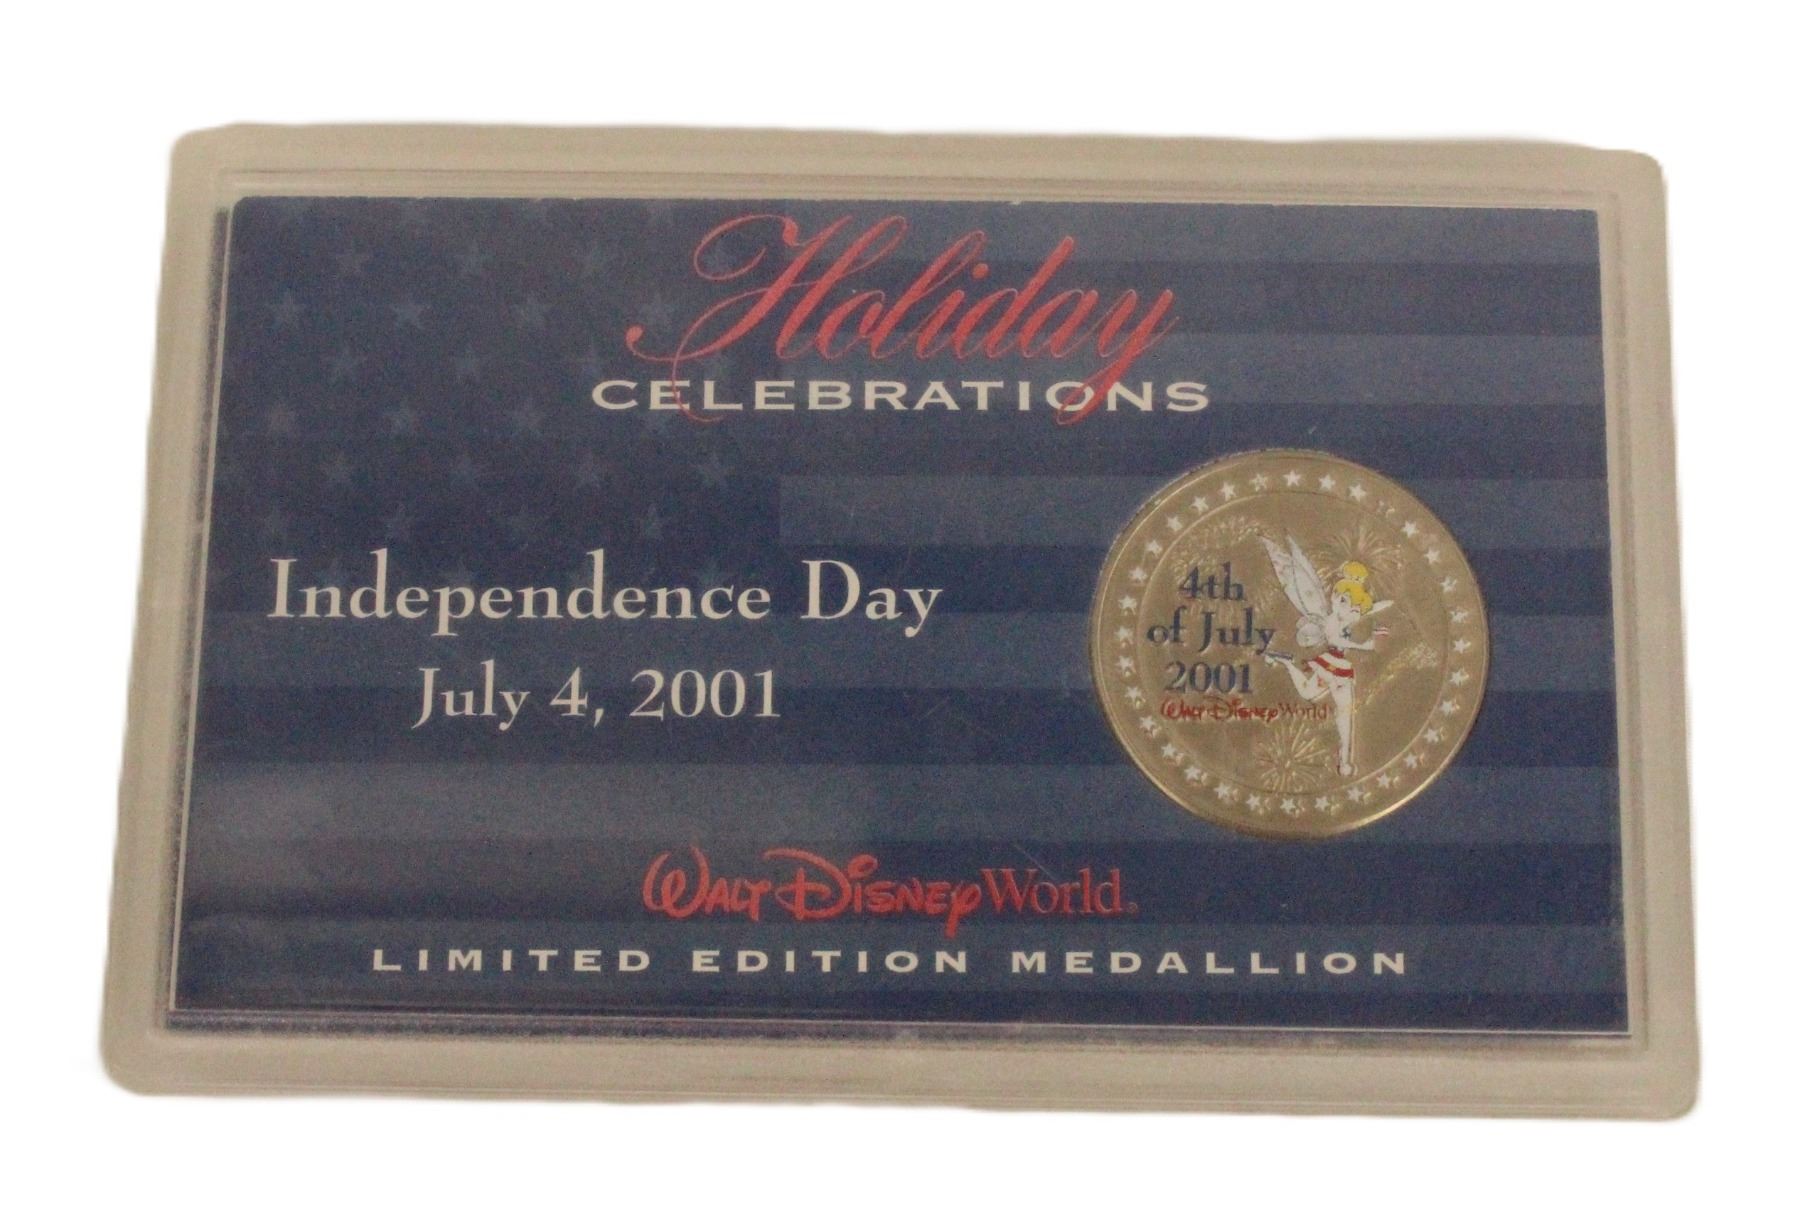 Holiday
CELEBRATIONS
Independence Day
July 4, 2001
4th
of July
2001
Walt Disney World
Walt Disney World®
LIMITED EDITION MEDALLION